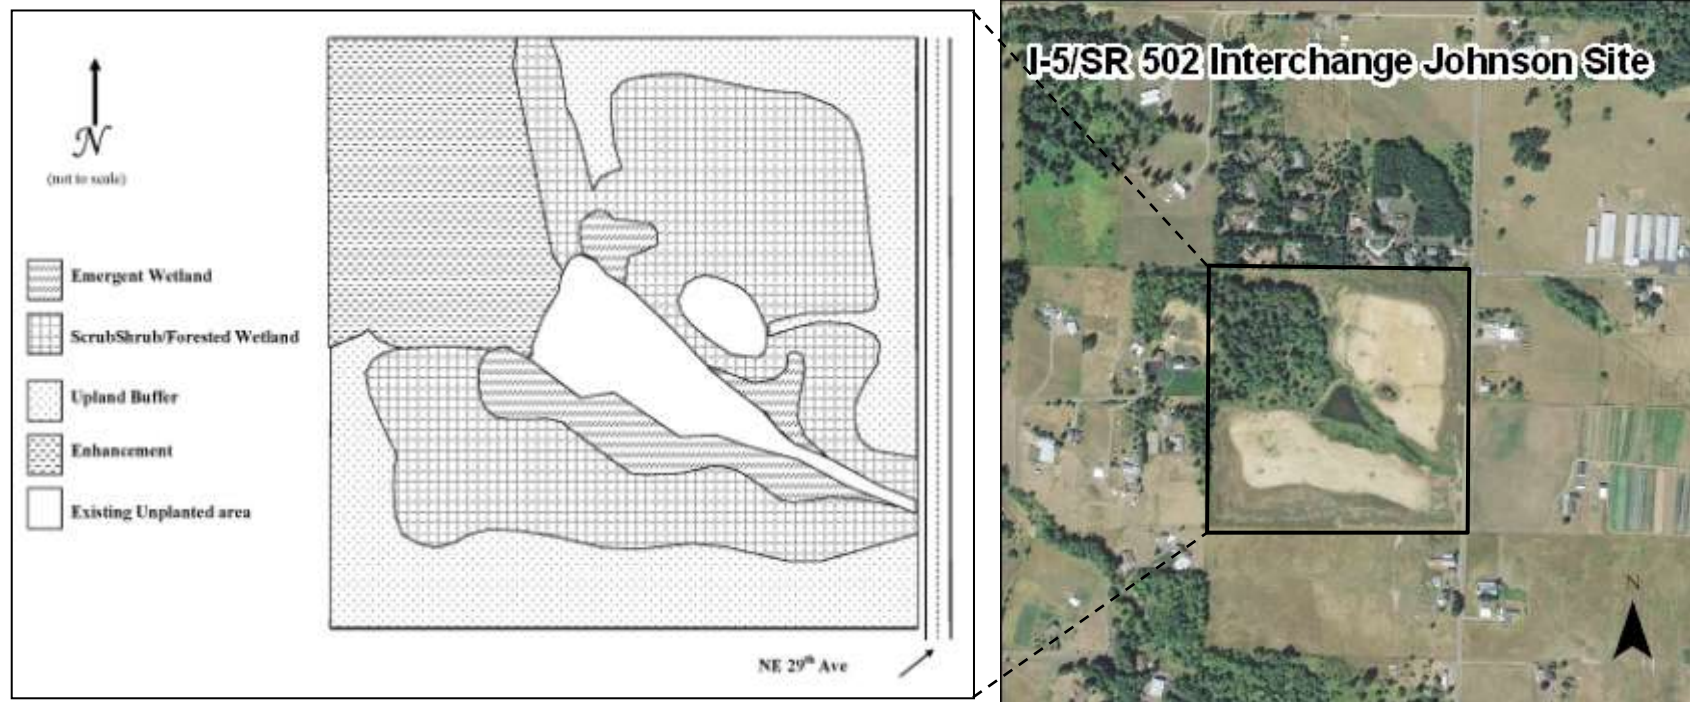 N
(not to scale)
Emergent Wetland
ScrubShrub/Forested Wetland
Upland Buffer
Enhancement
Existing Unplanted area
NE 29th Ave
I-5/SR 502 Interchange Johnson Site
N